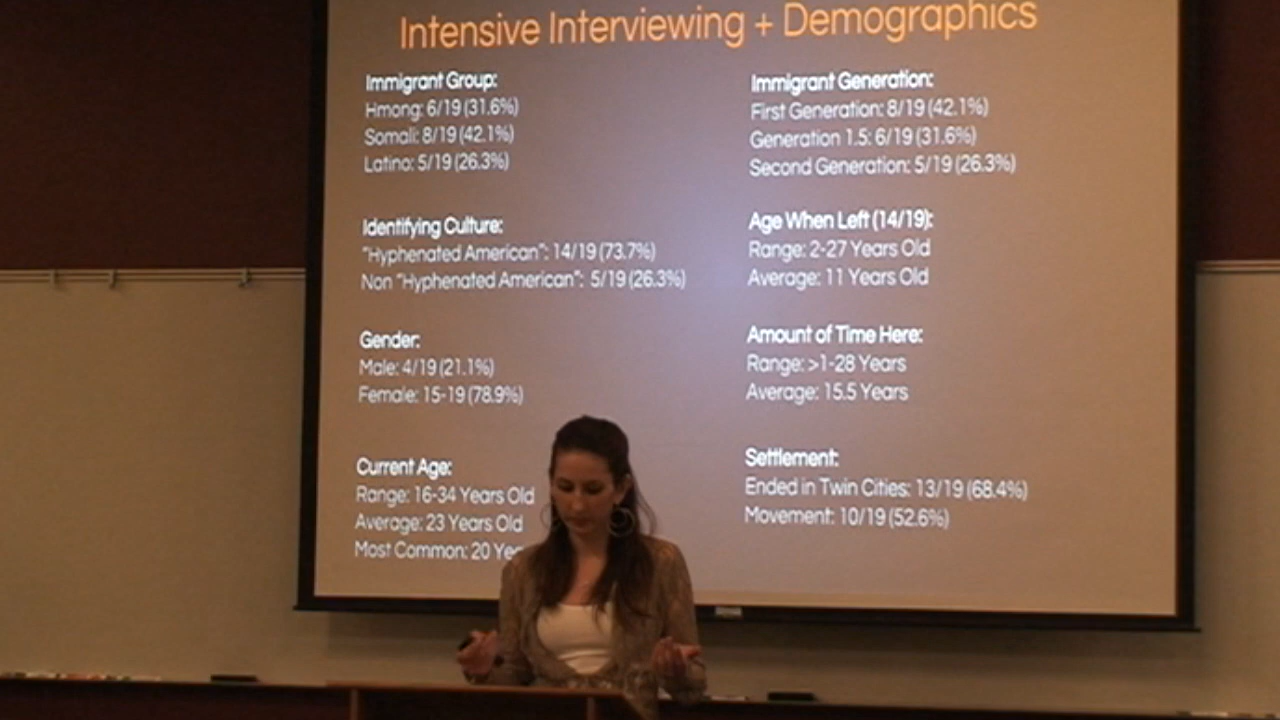 Intensive Interviewing + Demographics
Immigrant Group:
Hmong: 6/19 (31.6%)
Somali: 8/19 (42.1%)
Latino: 5/19 (26.3%)
Identifying Culture:
"Hyphenated American": 14/19 (73.7%)
Non "Hyphenated American": 5/19 (26.3%)
Gender:
Male: 4/19 (21.1%)
Female: 15-19 (78.9%)
Current Age:
Range: 16-34 Years Old
Average: 23 Years Old
Most Common: 20
Immigrant Generation:
First Generation: 8/19 (42.1%)
Generation 1.5: 6/19 (31.6%)
Second Generation: 5/19 (26.3%)
Age When Left (14/19):
Range: 2-27 Years Old
Average: 11 Years Old
Amount of Time Here:
Range: >1-28 Years
Average: 15.5 Years
Settlement:
Ended in Twin Cities: 13/19 (68.4%)
Movement: 10/19 (52.6%)